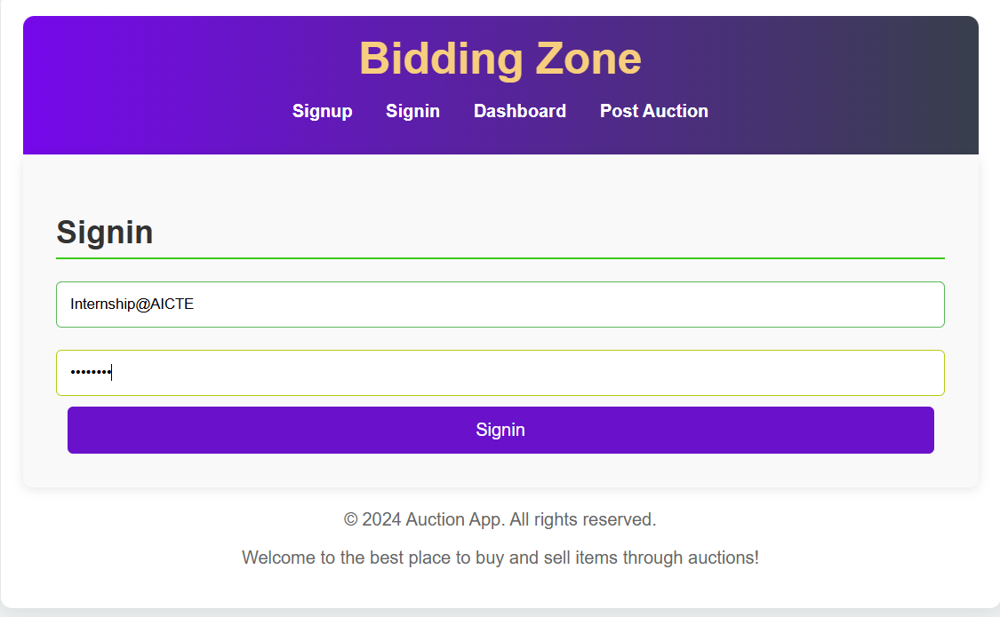 Bidding Zone
Signup Signin Dashboard Post Auction
Signin
Internship@AICTE
••••••••
Signin
© 2024 Auction App. All rights reserved.
Welcome to the best place to buy and sell items through auctions!